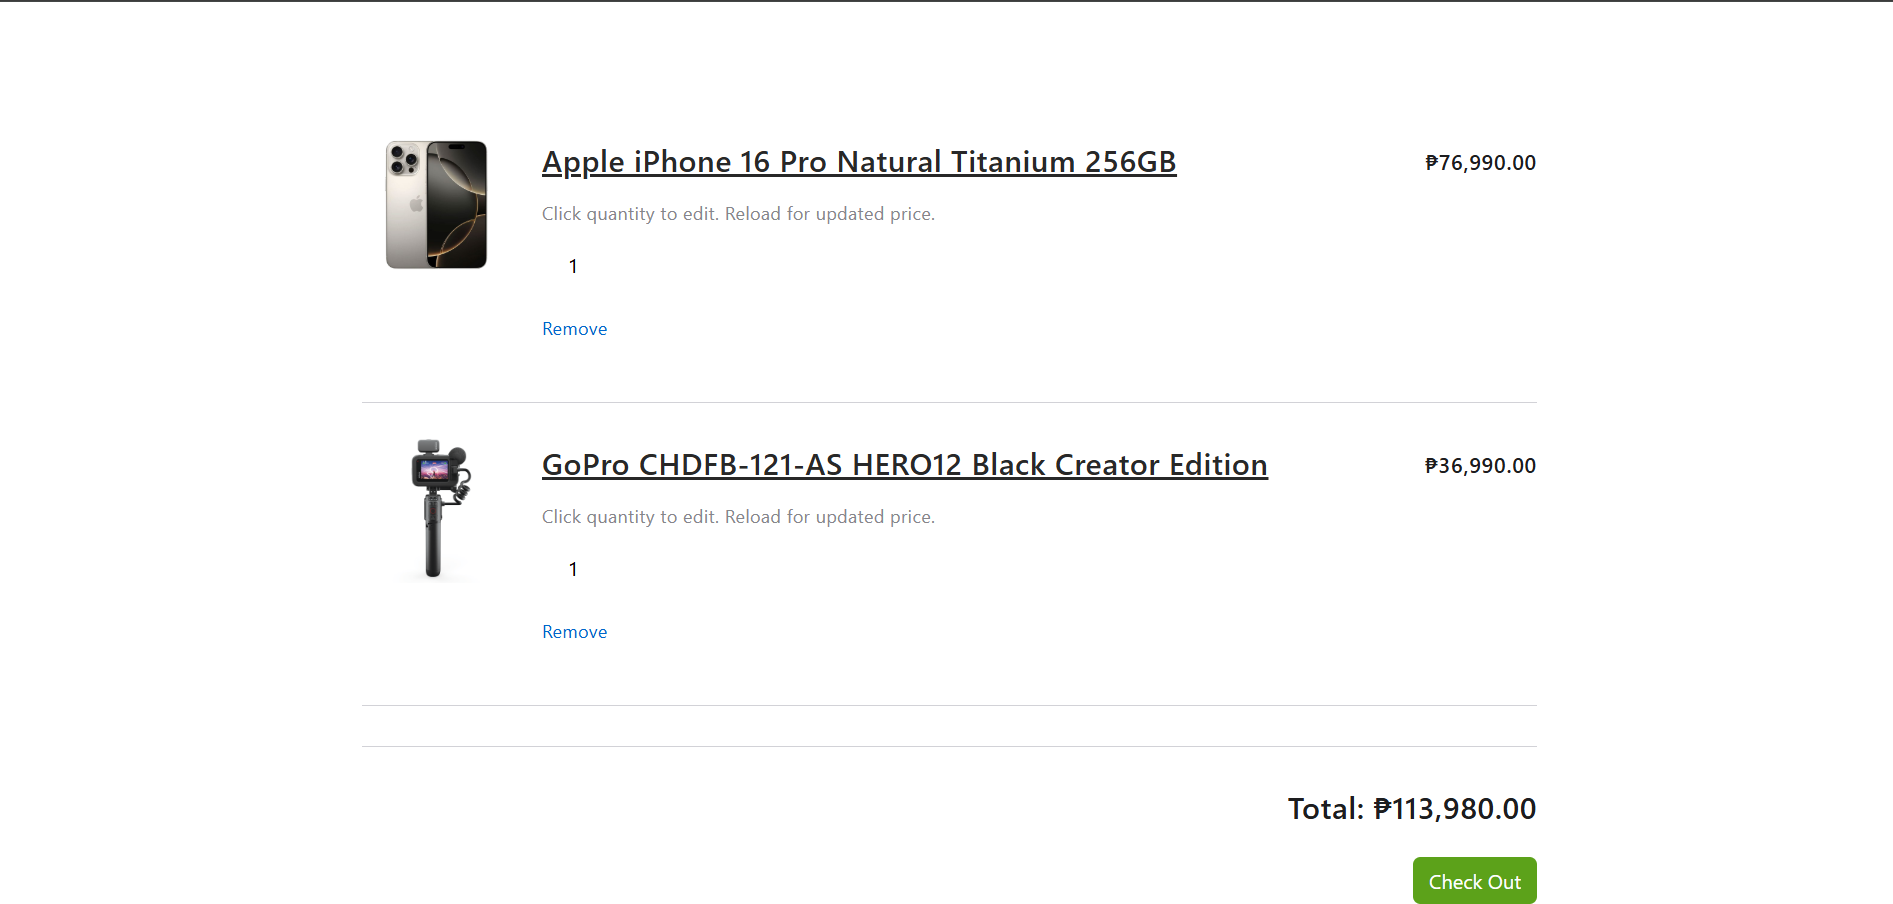 Apple iPhone 16 Pro Natural Titanium 256GB
₱76,990.00
Click quantity to edit. Reload for updated price.
1
Remove
GoPro CHDFB-121-AS HERO12 Black Creator Edition
₱36,990.00
Click quantity to edit. Reload for updated price.
1
Remove
Total: ₱113,980.00
Check Out